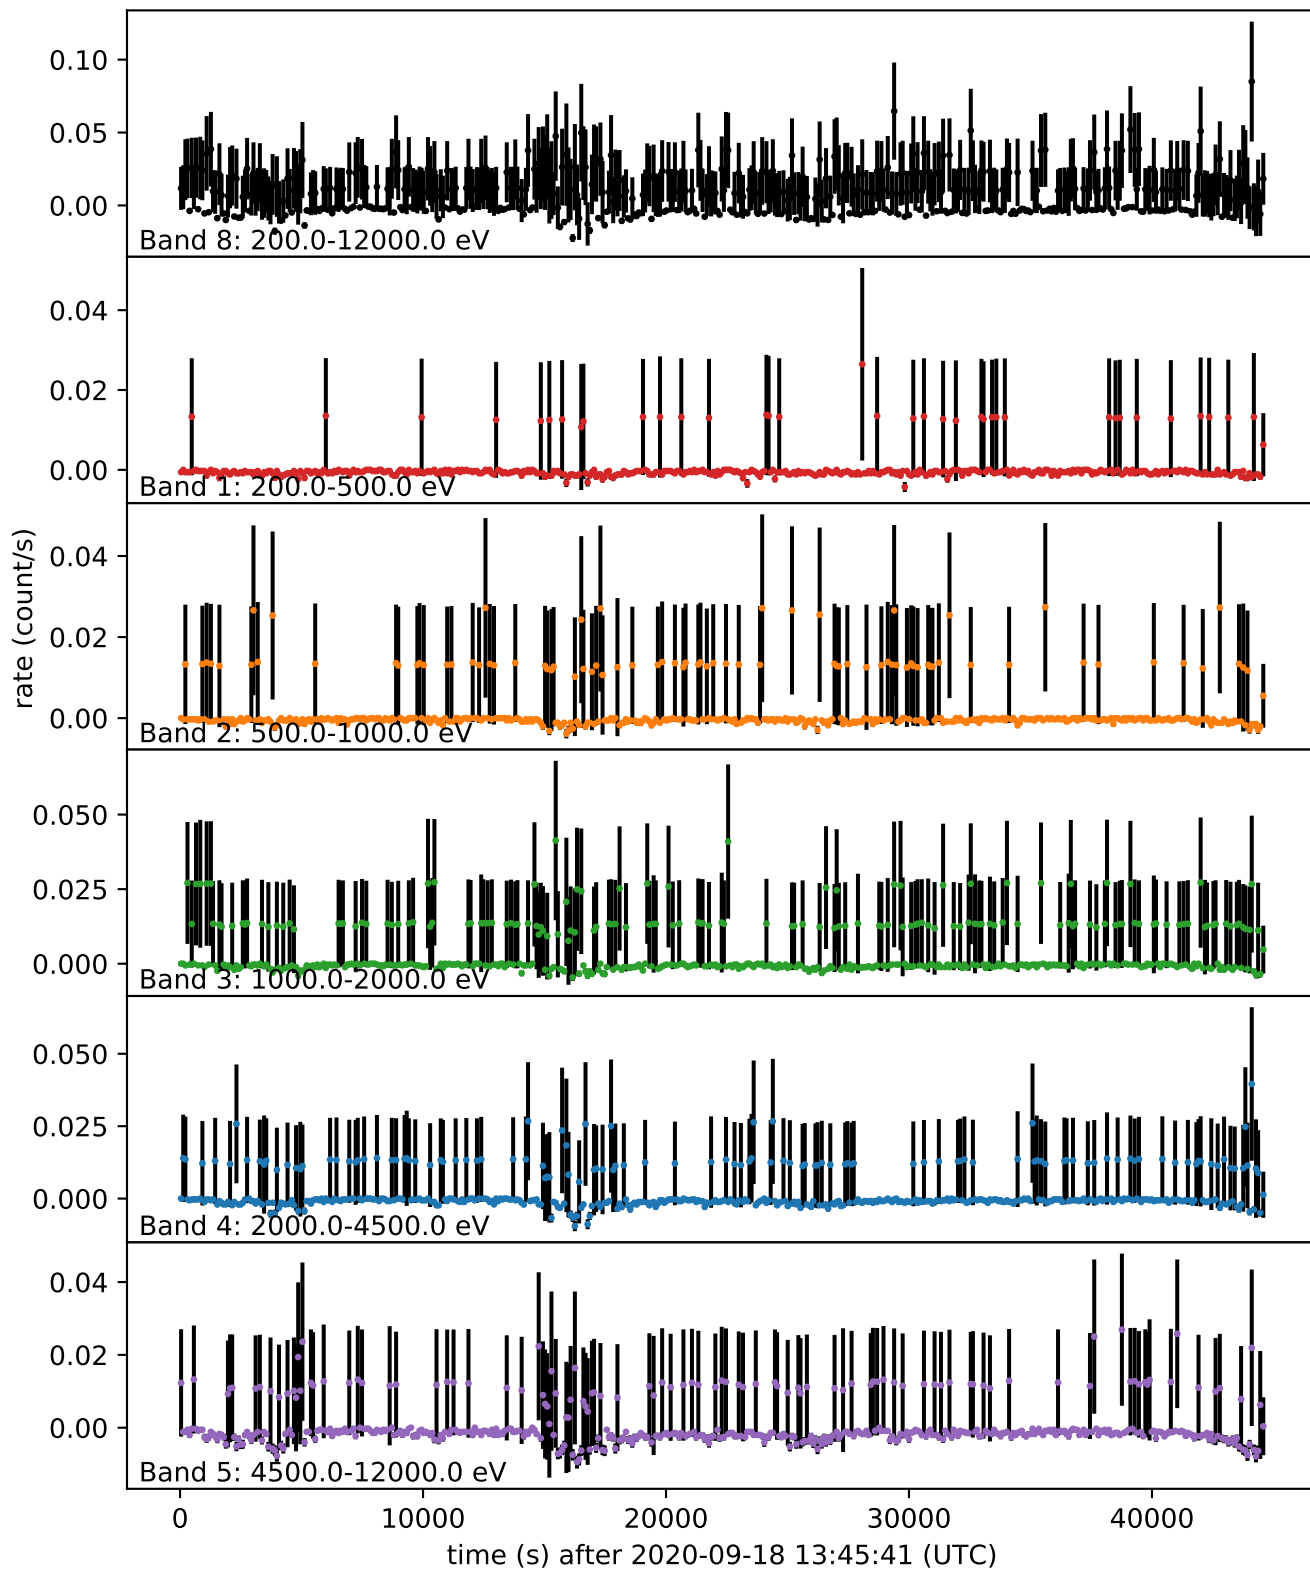 0.10
0.05
0.00
Band 8: 200.0-12000.0 eV
0.04
0.02
0.00
Band 1: 200.0-500.0 eV
rate (count/s)
0.04
0.02
0.00
Band 2: 500.0-1000.0 eV
0.050
0.025
0.000
Band 3: 1000.0-2000.0 eV
0.050
0.025
0.000
Band 4: 2000.0-4500.0 eV
0.04
0.02
0.00
Band 5: 4500.0-12000.0 eV
0 10000 20000 30000 40000
time (s) after 2020-09-18 13:45:41 (UTC)